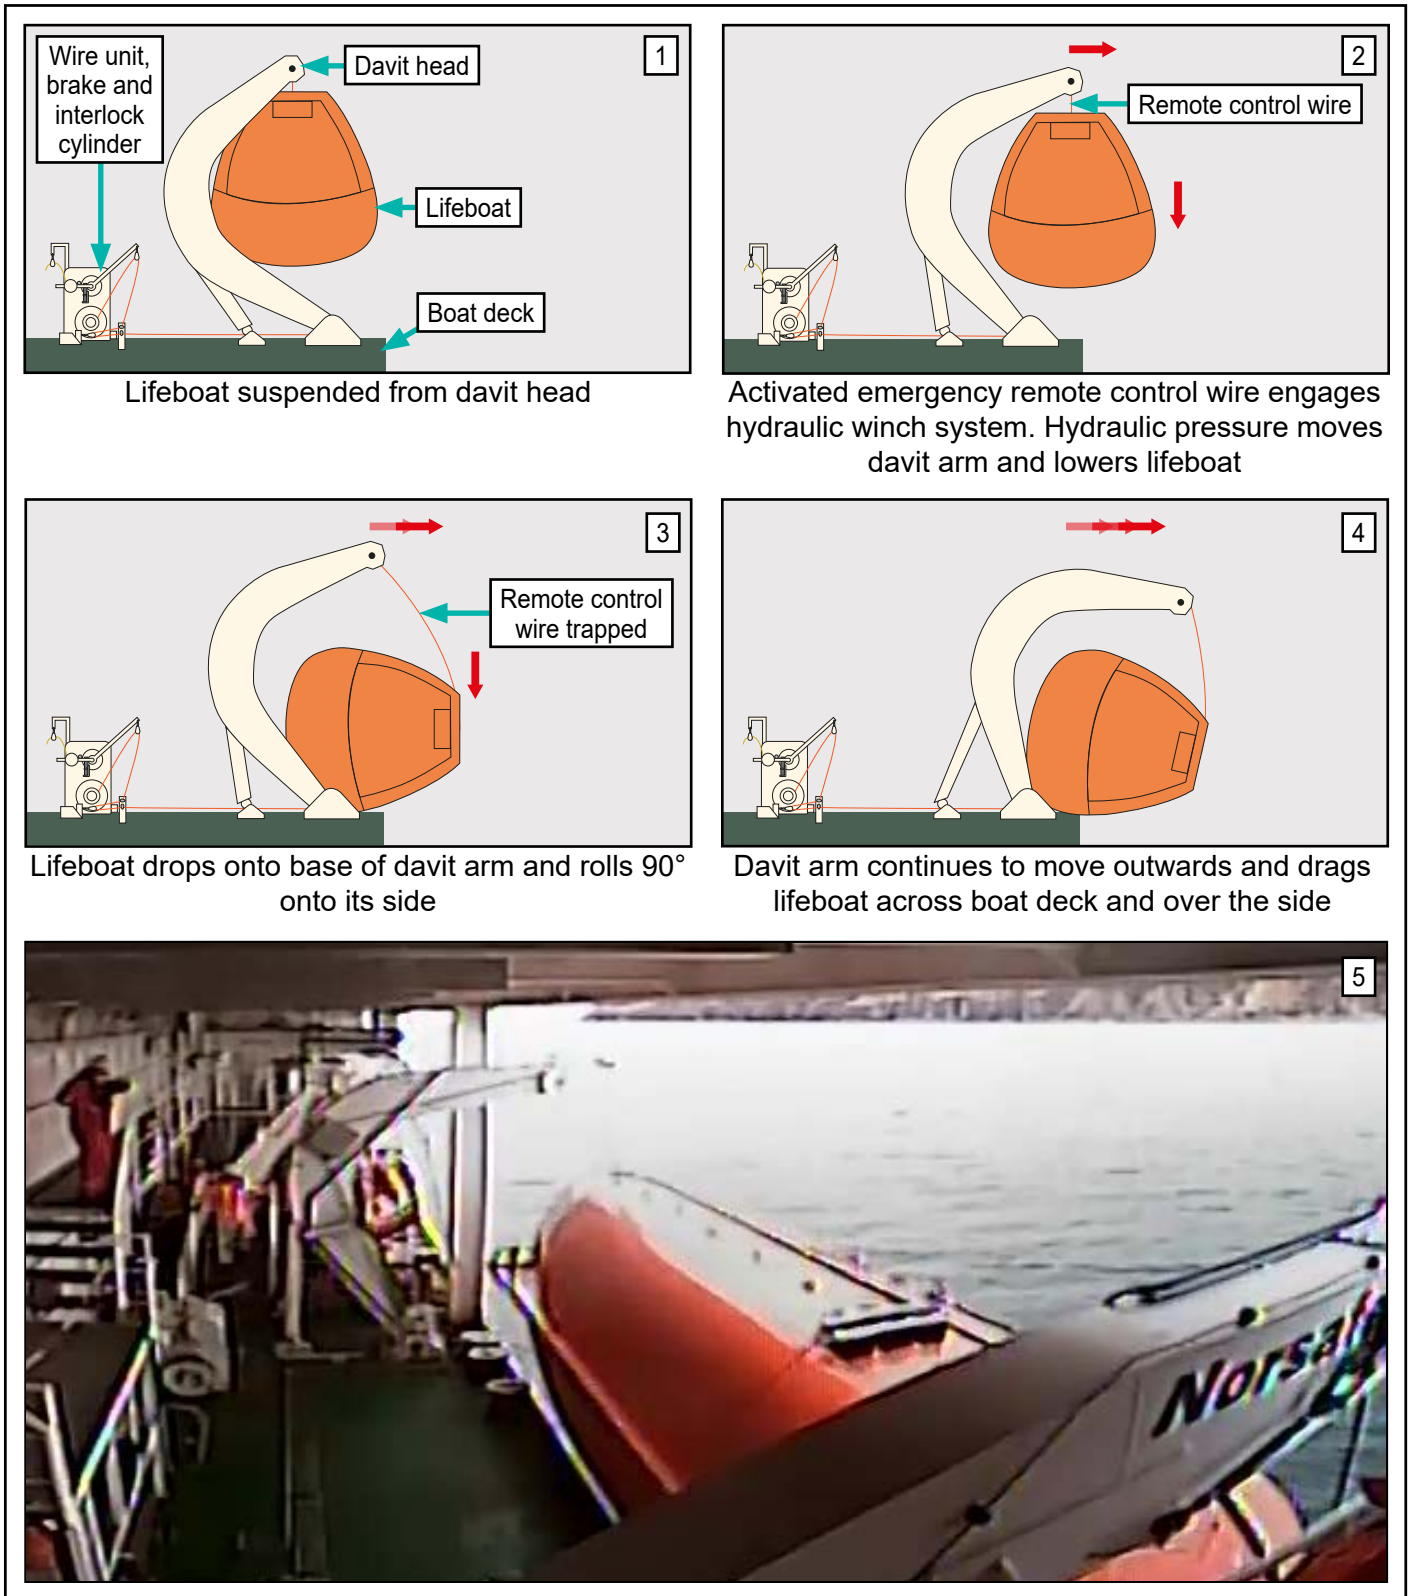 1
Wire unit,
brake and
interlock
cylinder
Davit head
Lifeboat
Boat deck
Lifeboat suspended from davit head
2
Remote control wire
Activated emergency remote control wire engages
hydraulic winch system. Hydraulic pressure moves
davit arm and lowers lifeboat
3
Remote control
wire trapped
Lifeboat drops onto base of davit arm and rolls 90°
onto its side
4
Davit arm continues to move outwards and drags
lifeboat across boat deck and over the side
5